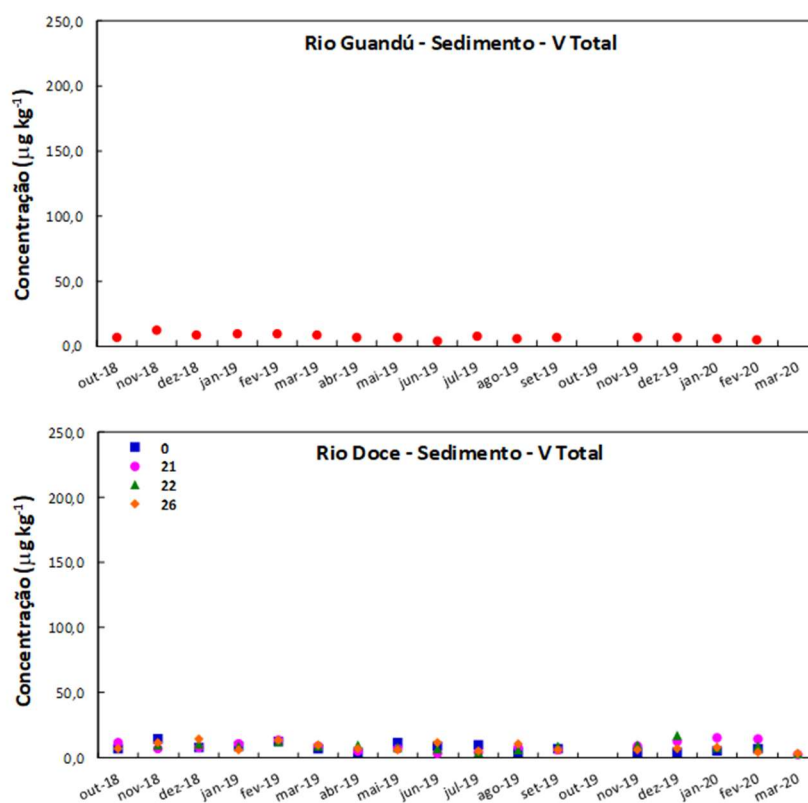 Rio Guandú - Sedimento - V Total
Concentração (µg kg⁻¹)
250,0
200,0
150,0
100,0
50,0
0,0
out-18 nov-18 dez-18 jan-19 fev-19 mar-19 abr-19 mai-19 jun-19 jul-19 ago-19 set-19 out-19 nov-19 dez-19 jan-20 fev-20 mar-20
Rio Doce - Sedimento - V Total
0
21
22
26
Concentração (µg kg⁻¹)
250,0
200,0
150,0
100,0
50,0
0,0
out-18 nov-18 dez-18 jan-19 fev-19 mar-19 abr-19 mai-19 jun-19 jul-19 ago-19 set-19 out-19 nov-19 dez-19 jan-20 fev-20 mar-20